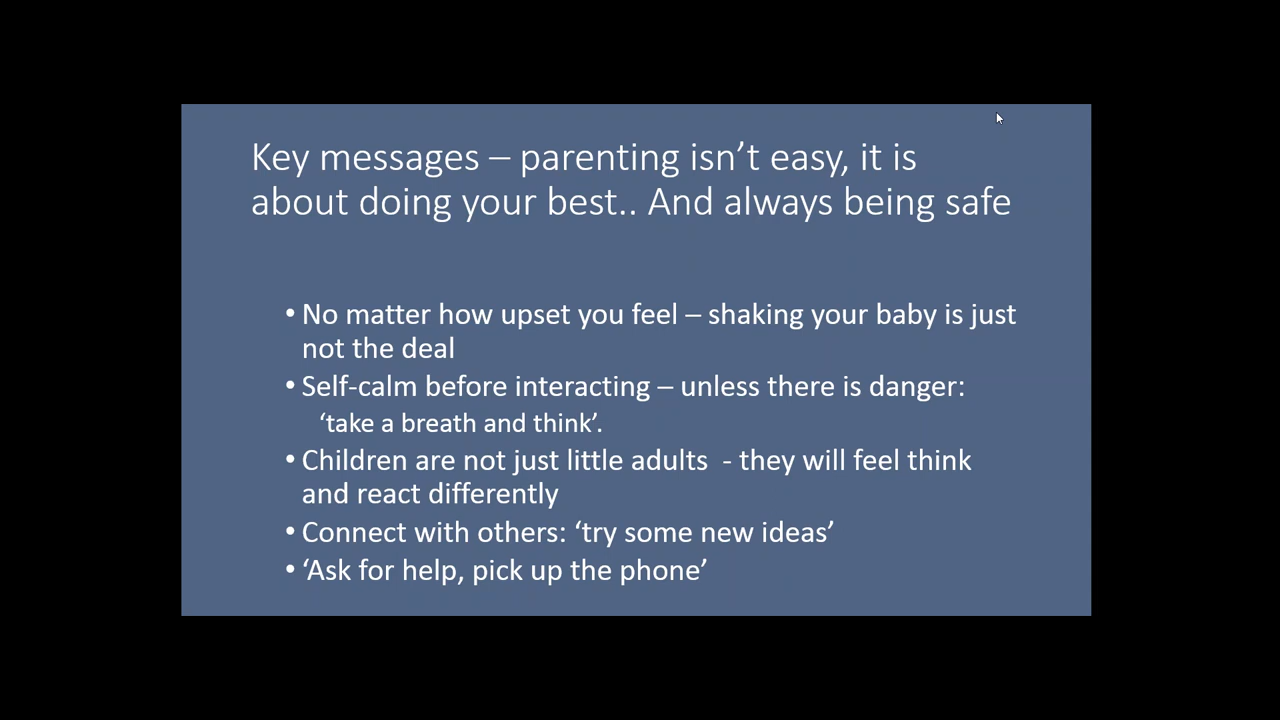 Key messages – parenting isn’t easy, it is
about doing your best.. And always being safe
• No matter how upset you feel – shaking your baby is just
not the deal
• Self-calm before interacting – unless there is danger:
‘take a breath and think’.
• Children are not just little adults  - they will feel think
and react differently
• Connect with others: ‘try some new ideas’
• ‘Ask for help, pick up the phone’